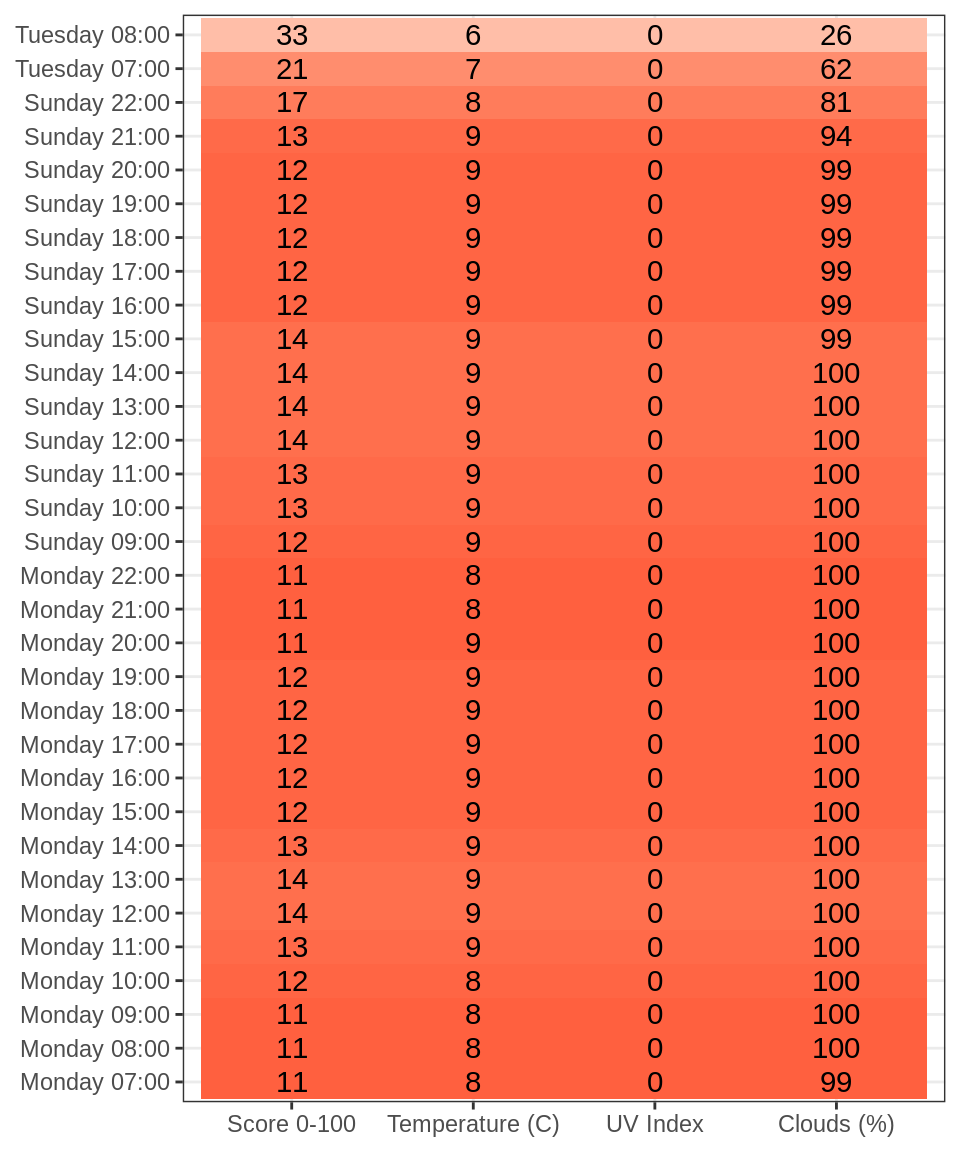 Tuesday 08:00 33 6 0 26
Tuesday 07:00 21 7 0 62
Sunday 22:00 17 8 0 81
Sunday 21:00 13 9 0 94
Sunday 20:00 12 9 0 99
Sunday 19:00 12 9 0 99
Sunday 18:00 12 9 0 99
Sunday 17:00 12 9 0 99
Sunday 16:00 12 9 0 99
Sunday 15:00 14 9 0 99
Sunday 14:00 14 9 0 100
Sunday 13:00 14 9 0 100
Sunday 12:00 14 9 0 100
Sunday 11:00 13 9 0 100
Sunday 10:00 13 9 0 100
Sunday 09:00 12 9 0 100
Monday 22:00 11 8 0 100
Monday 21:00 11 8 0 100
Monday 20:00 11 9 0 100
Monday 19:00 12 9 0 100
Monday 18:00 12 9 0 100
Monday 17:00 12 9 0 100
Monday 16:00 12 9 0 100
Monday 15:00 12 9 0 100
Monday 14:00 13 9 0 100
Monday 13:00 14 9 0 100
Monday 12:00 14 9 0 100
Monday 11:00 13 9 0 100
Monday 10:00 12 8 0 100
Monday 09:00 11 8 0 100
Monday 08:00 11 8 0 100
Monday 07:00 11 8 0 99
Score 0-100 Temperature (C) UV Index Clouds (%)